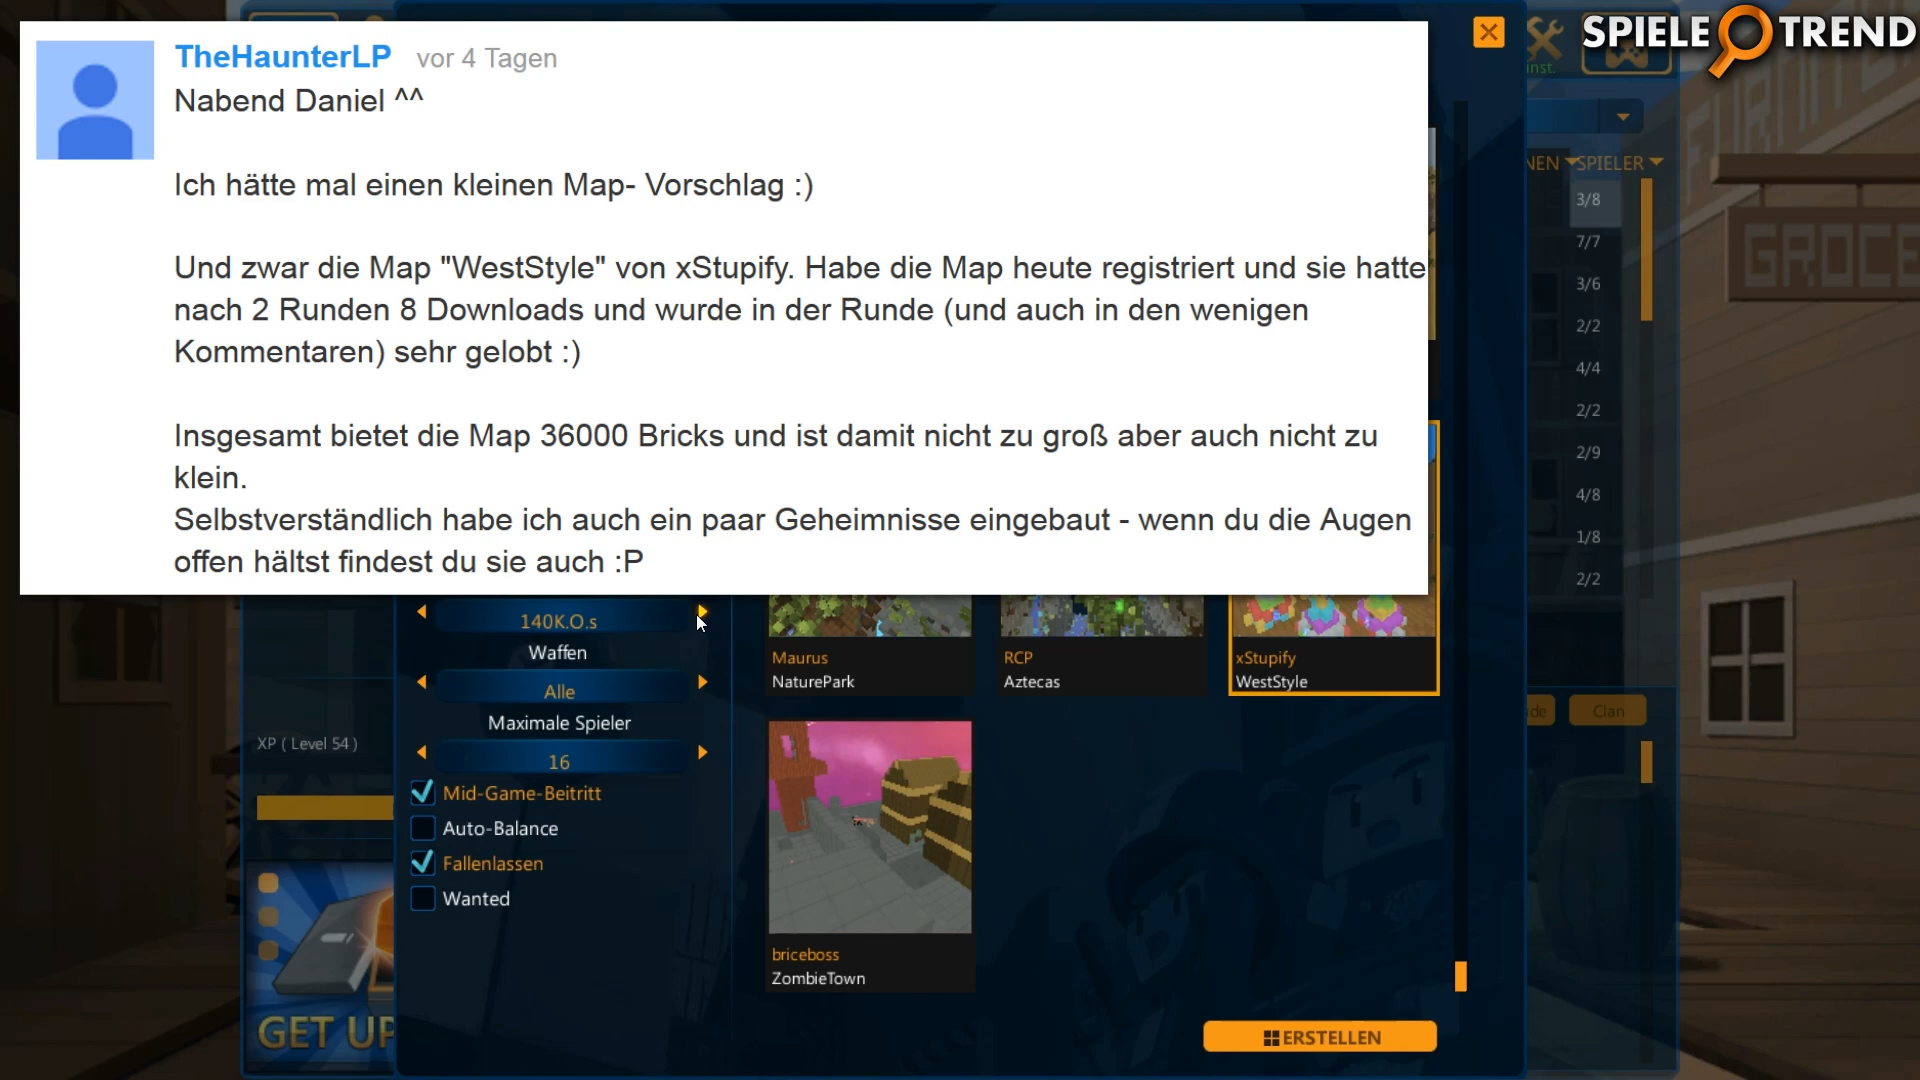 TheHaunterLP vor 4 Tagen
Nabend Daniel ^^
Ich hätte mal einen kleinen Map- Vorschlag :)
Und zwar die Map "WestStyle" von xStupify. Habe die Map heute registriert und sie hatte
nach 2 Runden 8 Downloads und wurde in der Runde (und auch in den wenigen
Kommentaren) sehr gelobt :)
Insgesamt bietet die Map 36000 Bricks und ist damit nicht zu groß aber auch nicht zu
klein.
Selbstverständlich habe ich auch ein paar Geheimnisse eingebaut - wenn du die Augen
offen hältst findest du sie auch :P
SPIELE TREND
inst.
NEN SPIELER
3/8
7/7
3/6
2/2
4/4
2/2
2/9
4/8
1/8
2/2
GROCE
140K.O.s
Waffen
Alle
Maximale Spieler
16
Mid-Game-Beitritt
Auto-Balance
Fallenlassen
Wanted
Maurus
NaturePark
RCP
Aztecas
xStupify
WestStyle
briceboss
ZombieTown
ERSTELLEN
XP ( Level 54 )
GET UP
de
Clan